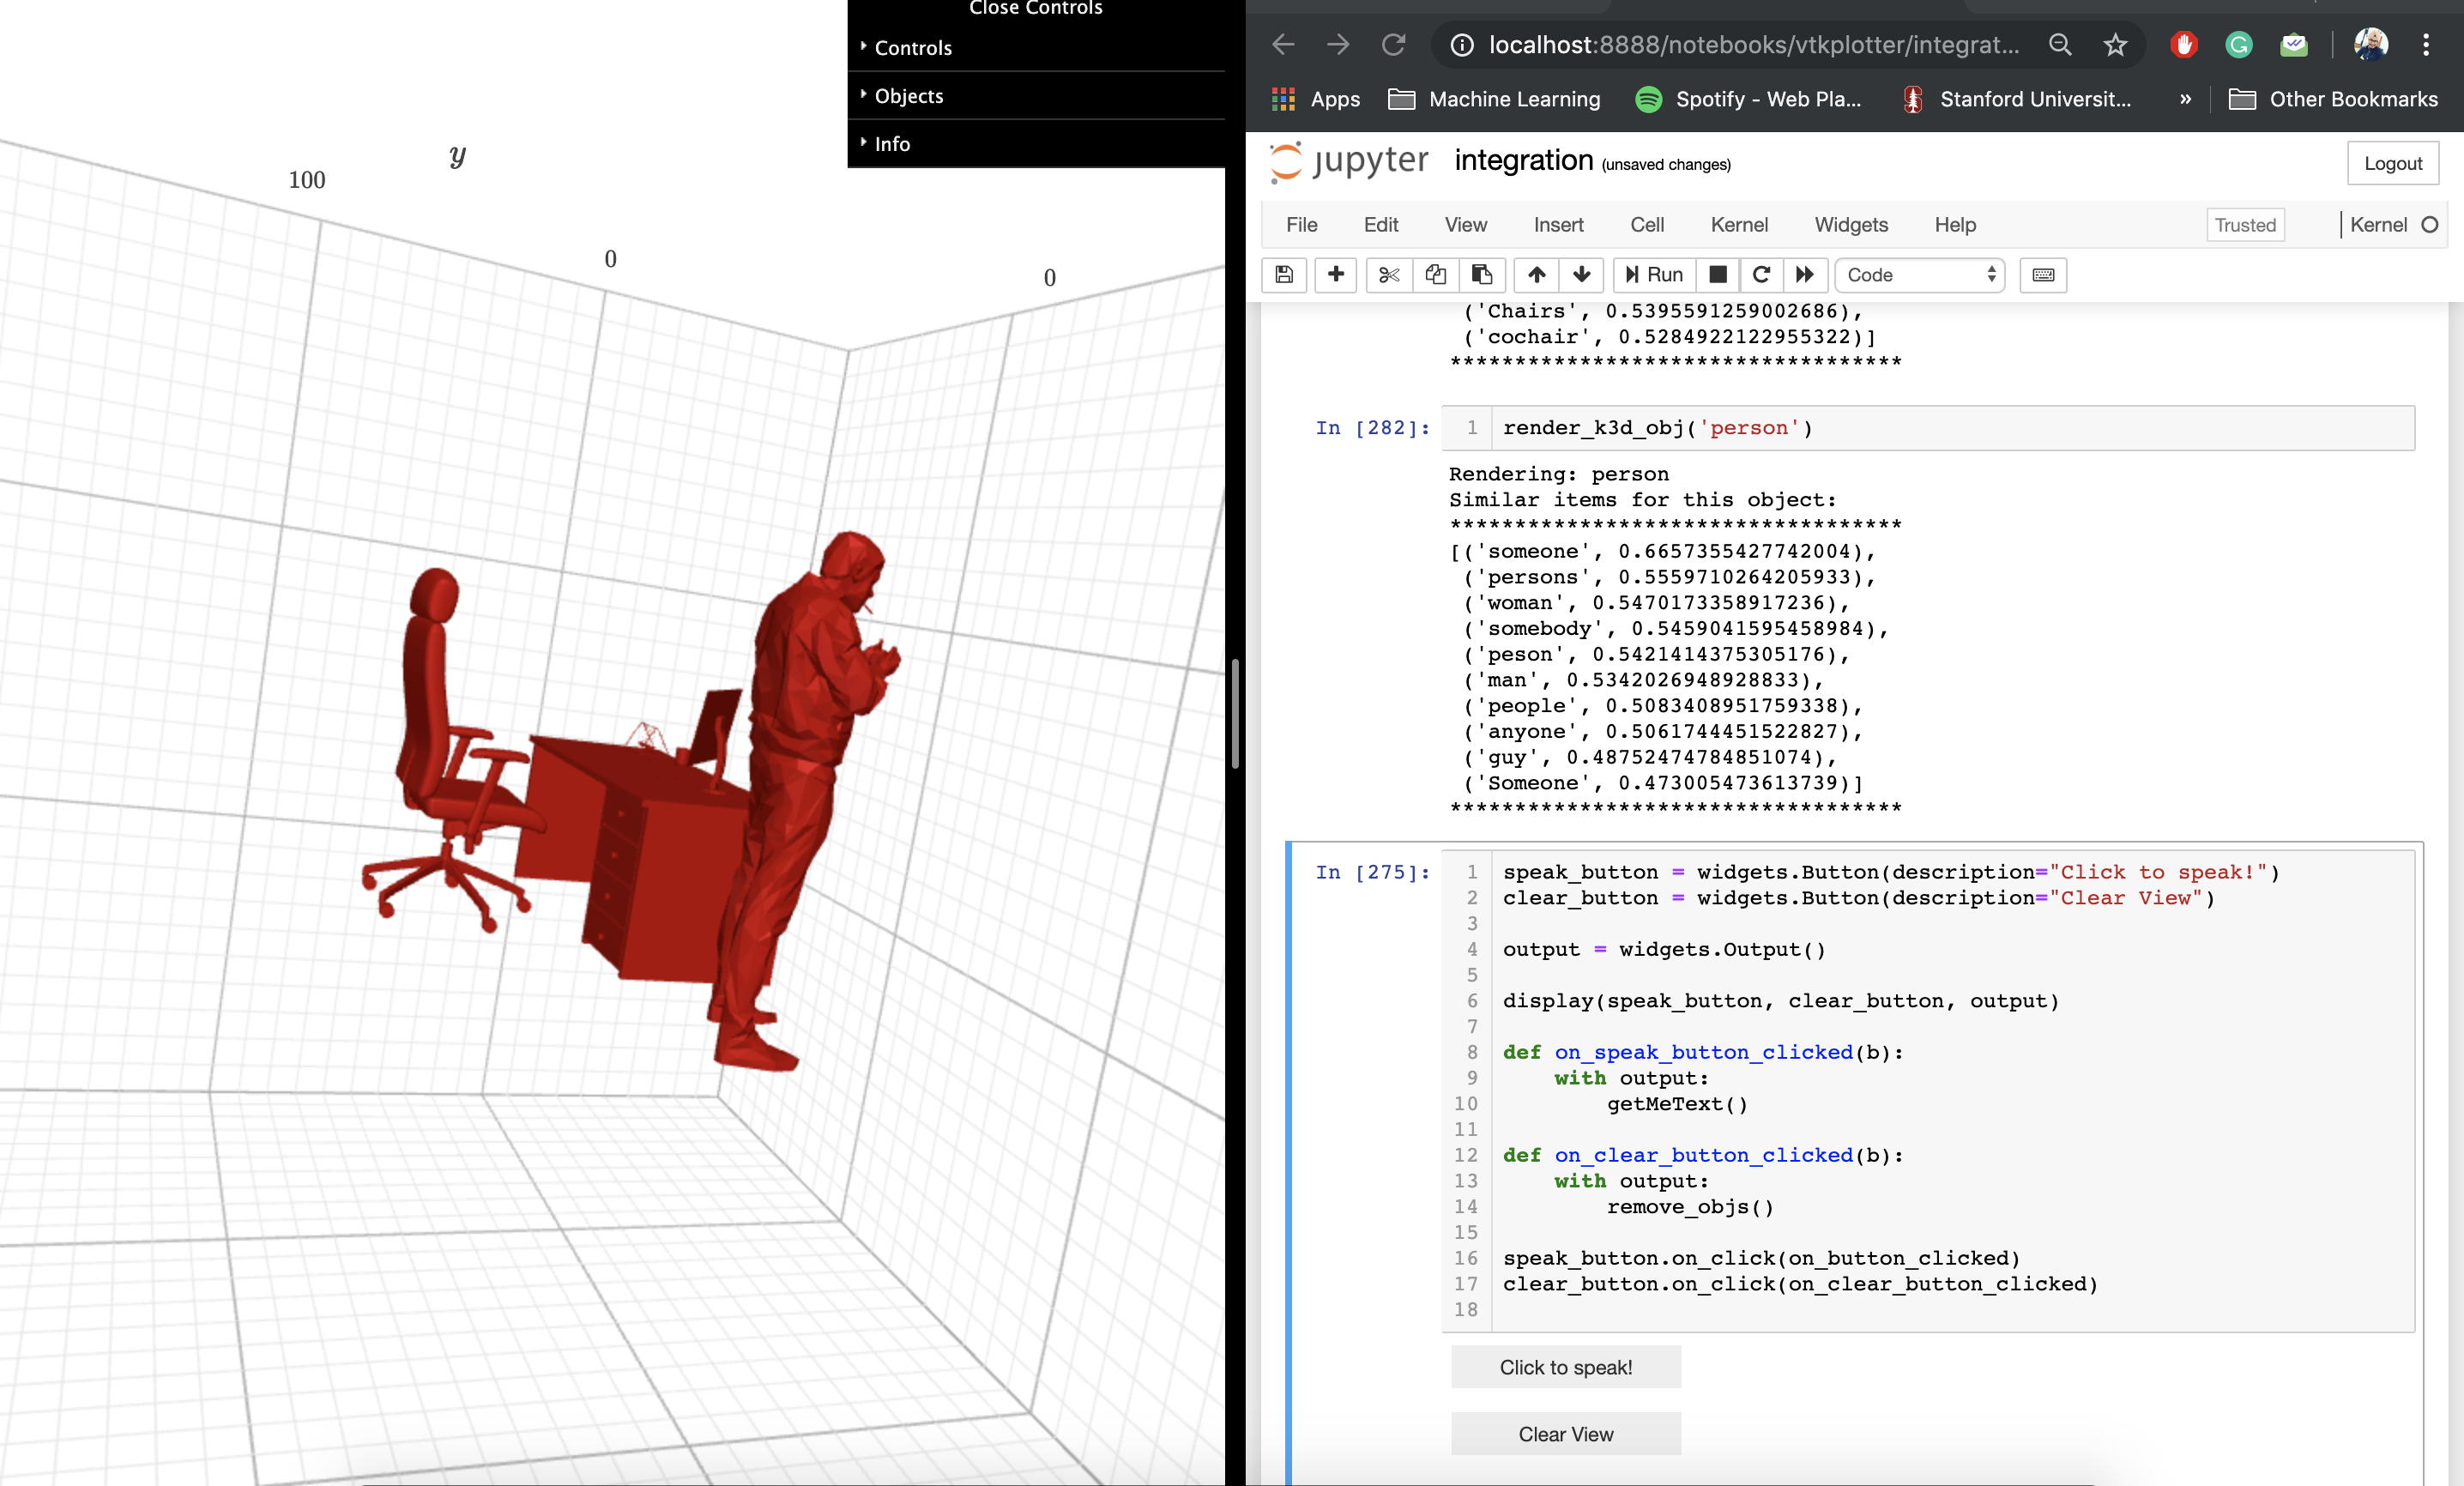 Close Controls
Controls
Objects
Info
y
100
0
0
localhost:8888/notebooks/vtkplotter/integrat...
Apps
Machine Learning
Spotify - Web Pla...
Stanford Universit...
»
Other Bookmarks
jupyter integration (unsaved changes)
Logout
File Edit View Insert Cell Kernel Widgets Help
Trusted
Kernel
Run
Code
('Chairs', 0.5395591259002686),
('cochair', 0.5284922122955322)]
***********************************
In [282]:
1 render_k3d_obj('person')
Rendering: person
Similar items for this object:
***********************************
[('someone', 0.6657355427742004),
('persons', 0.5559710264205933),
('woman', 0.5470173358917236),
('somebody', 0.5459041595458984),
('peson', 0.5421414375305176),
('man', 0.5342026948928833),
('people', 0.5083408951759338),
('anyone', 0.5061744451522827),
('guy', 0.48752474784851074),
('Someone', 0.473005473613739)]
***********************************
In [275]:
1 speak_button = widgets.Button(description="Click to speak!")
2 clear_button = widgets.Button(description="Clear View")
3
4 output = widgets.Output()
5
6 display(speak_button, clear_button, output)
7
8 def on_speak_button_clicked(b):
9 with output:
10 getMeText()
11
12 def on_clear_button_clicked(b):
13 with output:
14 remove_objs()
15
16 speak_button.on_click(on_button_clicked)
17 clear_button.on_click(on_clear_button_clicked)
18
Click to speak!
Clear View